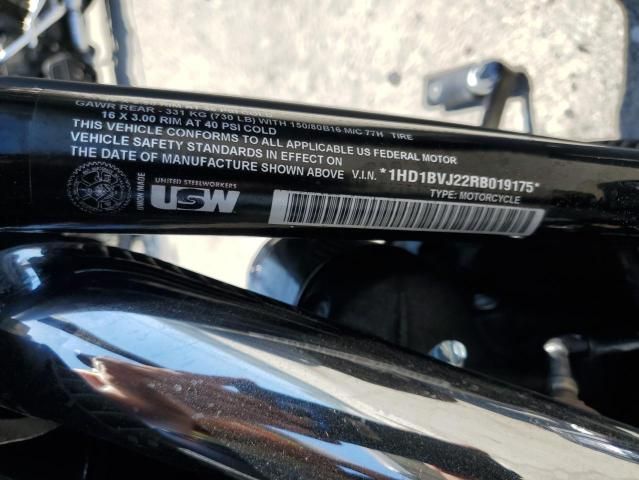 GAWR REAR - 331 KG (730 LB) WITH 150/80B16 M/C 77H TIRE
16 X 3.00 RIM AT 40 PSI COLD
THIS VEHICLE CONFORMS TO ALL APPLICABLE US FEDERAL MOTOR
VEHICLE SAFETY STANDARDS IN EFFECT ON
THE DATE OF MANUFACTURE SHOWN ABOVE V.I.N. *1HD1BVJ22RB019175*
TYPE: MOTORCYCLE
UNION MADE
UNITED STEELWORKERS
USW